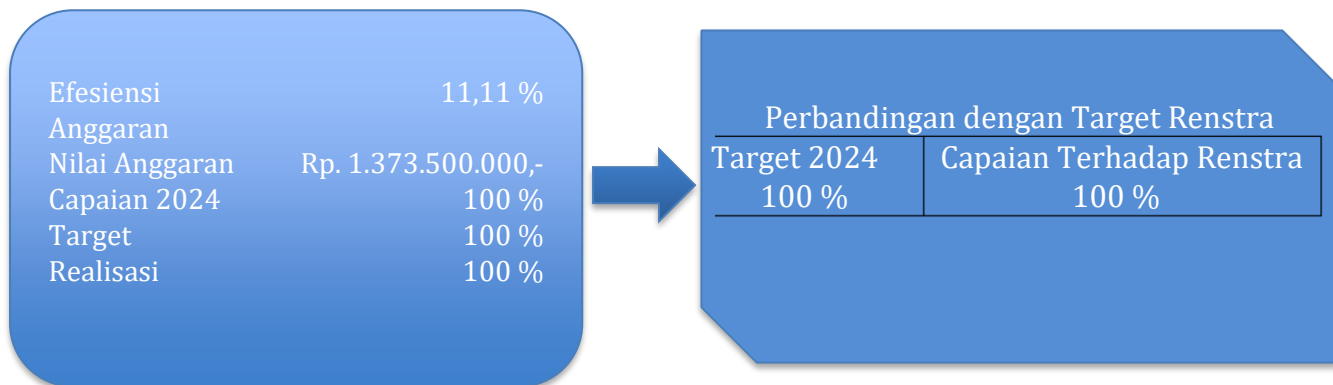 Efesiensi 11,11 %
Anggaran
Nilai Anggaran Rp. 1.373.500.000,-
Capaian 2024 100 %
Target 100 %
Realisasi 100 %
Perbandingan dengan Target Renstra
Target 2024 Capaian Terhadap Renstra
100 % 100 %